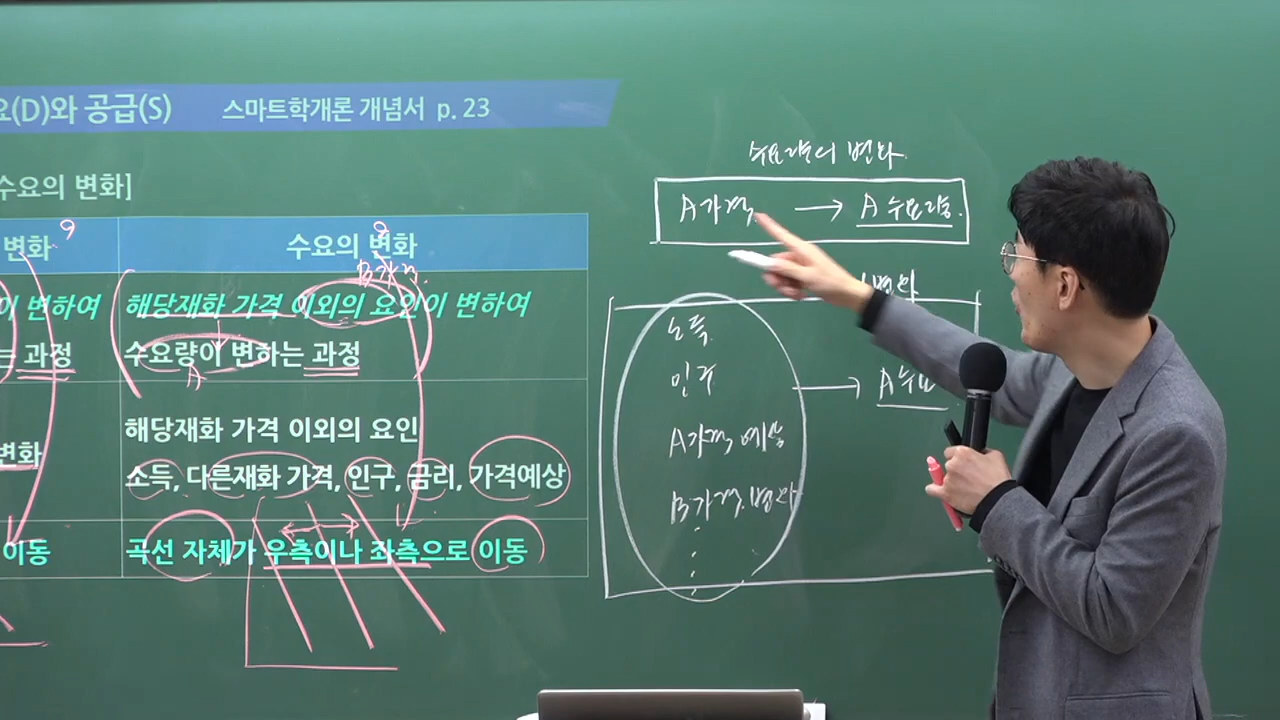 요(D)와 공급(S) 스마트학개론 개념서 p. 23
수요의 변화]
변화 수요의 변화
이 변하여 해당재화 가격 이외의 요인이 변하여
는 과정 수요량이 변하는 과정
A
해당재화 가격 이외의 요인
변화 소득, 다른재화 가격, 인구, 금리, 가격예상
이동 곡선 자체가 우측이나 좌측으로 이동
수요량의 변화
A가격 → A 수요량.
변화
소득
인구
→ A수요
A가격 예상
B가격 변화